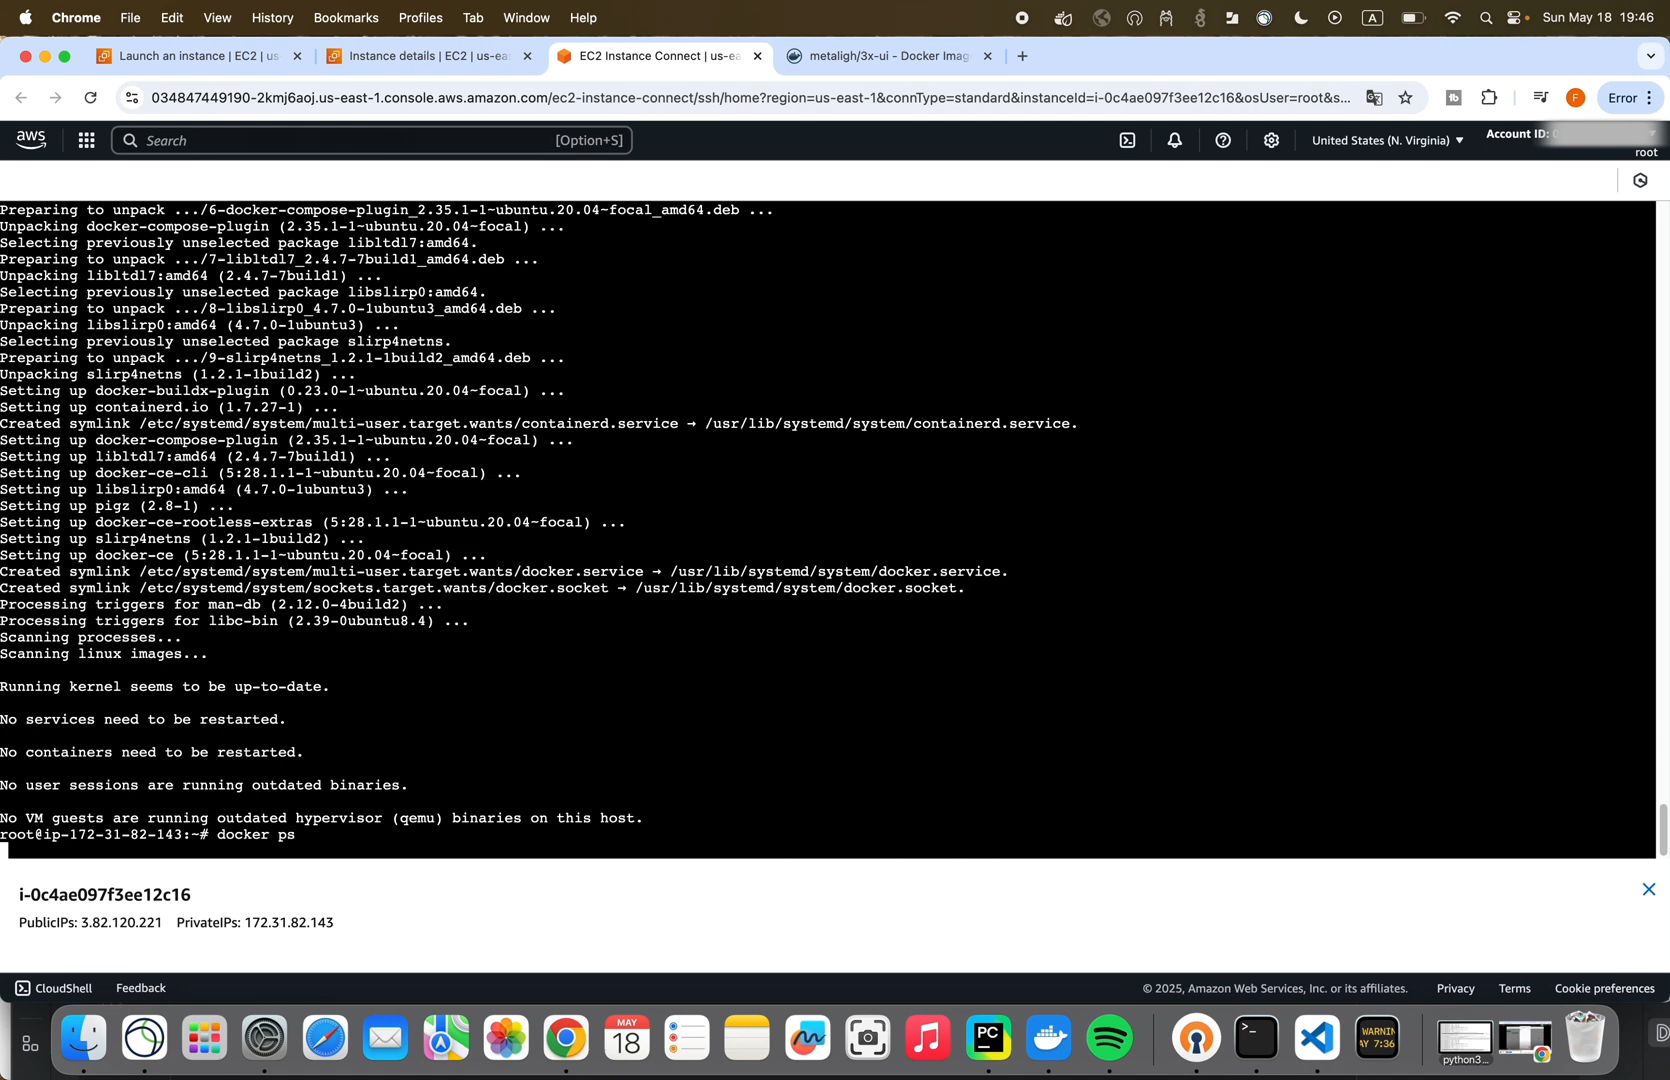 Chrome File Edit View History Bookmarks Profiles Tab Window Help A Sun May 18 19:46
Launch an instance | EC2 | us Instance details | EC2 | us-ea EC2 Instance Connect | us-ea metaligh/3x-ui - Docker Imag
034847449190-2kmj6aoj.us-east-1.console.aws.amazon.com/ec2-instance-connect/ssh/home?region=us-east-1&connType=standard&instanceId=i-0c4ae097f3ee12c16&osUser=root&s... F Error
aws Search [Option+S] United States (N. Virginia) Account ID:
root
Preparing to unpack .../6-docker-compose-plugin_2.35.1-1~ubuntu.20.04~focal_amd64.deb ...
Unpacking docker-compose-plugin (2.35.1-1~ubuntu.20.04~focal) ...
Selecting previously unselected package libltdl7:amd64.
Preparing to unpack .../7-libltdl7_2.4.7-7build1_amd64.deb ...
Unpacking libltdl7:amd64 (2.4.7-7build1) ...
Selecting previously unselected package libslirp0:amd64.
Preparing to unpack .../8-libslirp0_4.7.0-1ubuntu3_amd64.deb ...
Unpacking libslirp0:amd64 (4.7.0-1ubuntu3) ...
Selecting previously unselected package slirp4netns.
Preparing to unpack .../9-slirp4netns_1.2.1-1build2_amd64.deb ...
Unpacking slirp4netns (1.2.1-1build2) ...
Setting up docker-buildx-plugin (0.23.0-1~ubuntu.20.04~focal) ...
Setting up containerd.io (1.7.27-1) ...
Created symlink /etc/systemd/system/multi-user.target.wants/containerd.service → /usr/lib/systemd/system/containerd.service.
Setting up docker-compose-plugin (2.35.1-1~ubuntu.20.04~focal) ...
Setting up libltdl7:amd64 (2.4.7-7build1) ...
Setting up docker-ce-cli (5:28.1.1-1~ubuntu.20.04~focal) ...
Setting up libslirp0:amd64 (4.7.0-1ubuntu3) ...
Setting up pigz (2.8-1) ...
Setting up docker-ce-rootless-extras (5:28.1.1-1~ubuntu.20.04~focal) ...
Setting up slirp4netns (1.2.1-1build2) ...
Setting up docker-ce (5:28.1.1-1~ubuntu.20.04~focal) ...
Created symlink /etc/systemd/system/multi-user.target.wants/docker.service → /usr/lib/systemd/system/docker.service.
Created symlink /etc/systemd/system/sockets.target.wants/docker.socket → /usr/lib/systemd/system/docker.socket.
Processing triggers for man-db (2.12.0-4build2) ...
Processing triggers for libc-bin (2.39-0ubuntu8.4) ...
Scanning processes...
Scanning linux images...
Running kernel seems to be up-to-date.
No services need to be restarted.
No containers need to be restarted.
No user sessions are running outdated binaries.
No VM guests are running outdated hypervisor (qemu) binaries on this host.
root@ip-172-31-82-143:~# docker ps
i-0c4ae097f3ee12c16
PublicIPs: 3.82.120.221 PrivateIPs: 172.31.82.143
CloudShell Feedback © 2025, Amazon Web Services, Inc. or its affiliates. Privacy Terms Cookie preferences
MAY
18
PC
WARNIN
AY 7:36
python3...